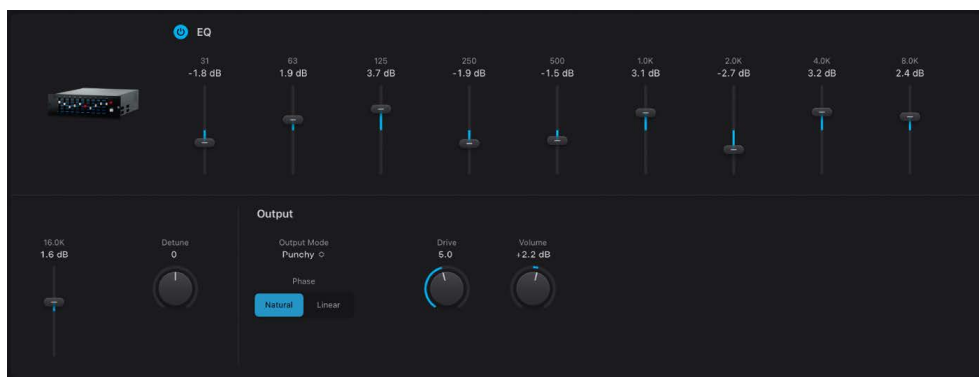 EQ
31 63 125 250 500 1.0K 2.0K 4.0K 8.0K
-1.8 dB 1.9 dB 3.7 dB -1.9 dB -1.5 dB 3.1 dB -2.7 dB 3.2 dB 2.4 dB
Output
16.0K Detune Output Mode Drive Volume
1.6 dB 0 Punchy 5.0 +2.2 dB
Phase
Natural Linear